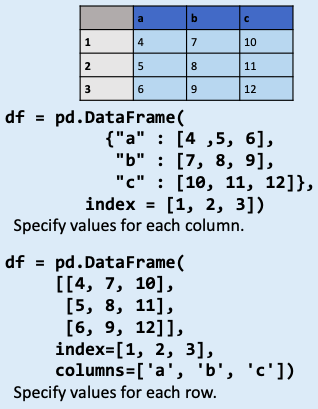 a b c
1 4 7 10
2 5 8 11
3 6 9 12
df = pd.DataFrame(
{"a" : [4 ,5, 6],
"b" : [7, 8, 9],
"c" : [10, 11, 12]},
index = [1, 2, 3])
Specify values for each column.
df = pd.DataFrame(
[[4, 7, 10],
[5, 8, 11],
[6, 9, 12]],
index=[1, 2, 3],
columns=['a', 'b', 'c'])
Specify values for each row.